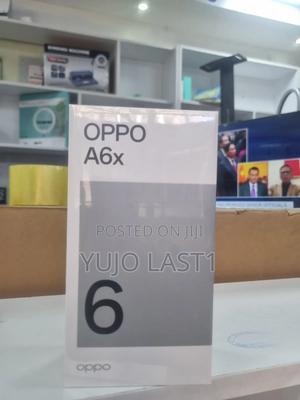 OPPO
A6x
POSTED ON JIJI
YUJO LAST1
6
oppo